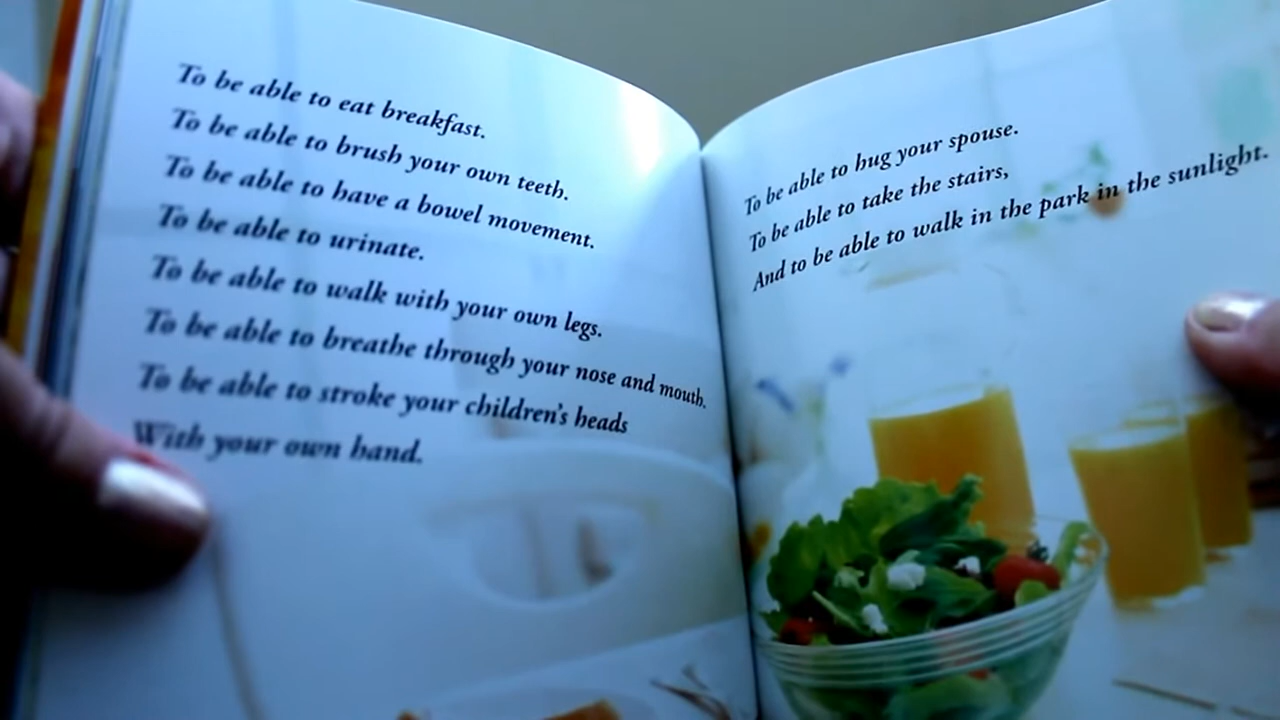 To be able to eat breakfast.
To be able to brush your own teeth.
To be able to have a bowel movement.
To be able to urinate.
To be able to walk with your own legs.
To be able to breathe through your nose and mouth.
To be able to stroke your children's heads
With your own hand.
To be able to hug your spouse.
To be able to take the stairs,
And to be able to walk in the park in the sunlight.